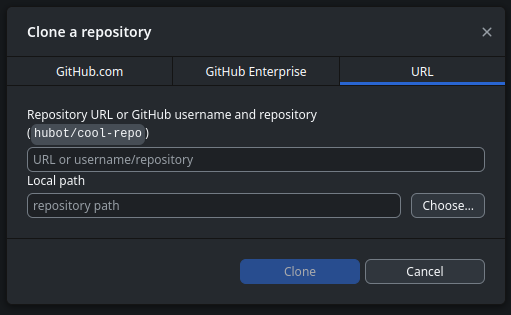 Clone a repository
GitHub.com
GitHub Enterprise
URL
Repository URL or GitHub username and repository
(hubot/cool-repo)
URL or username/repository
Local path
repository path
Choose...
Clone
Cancel